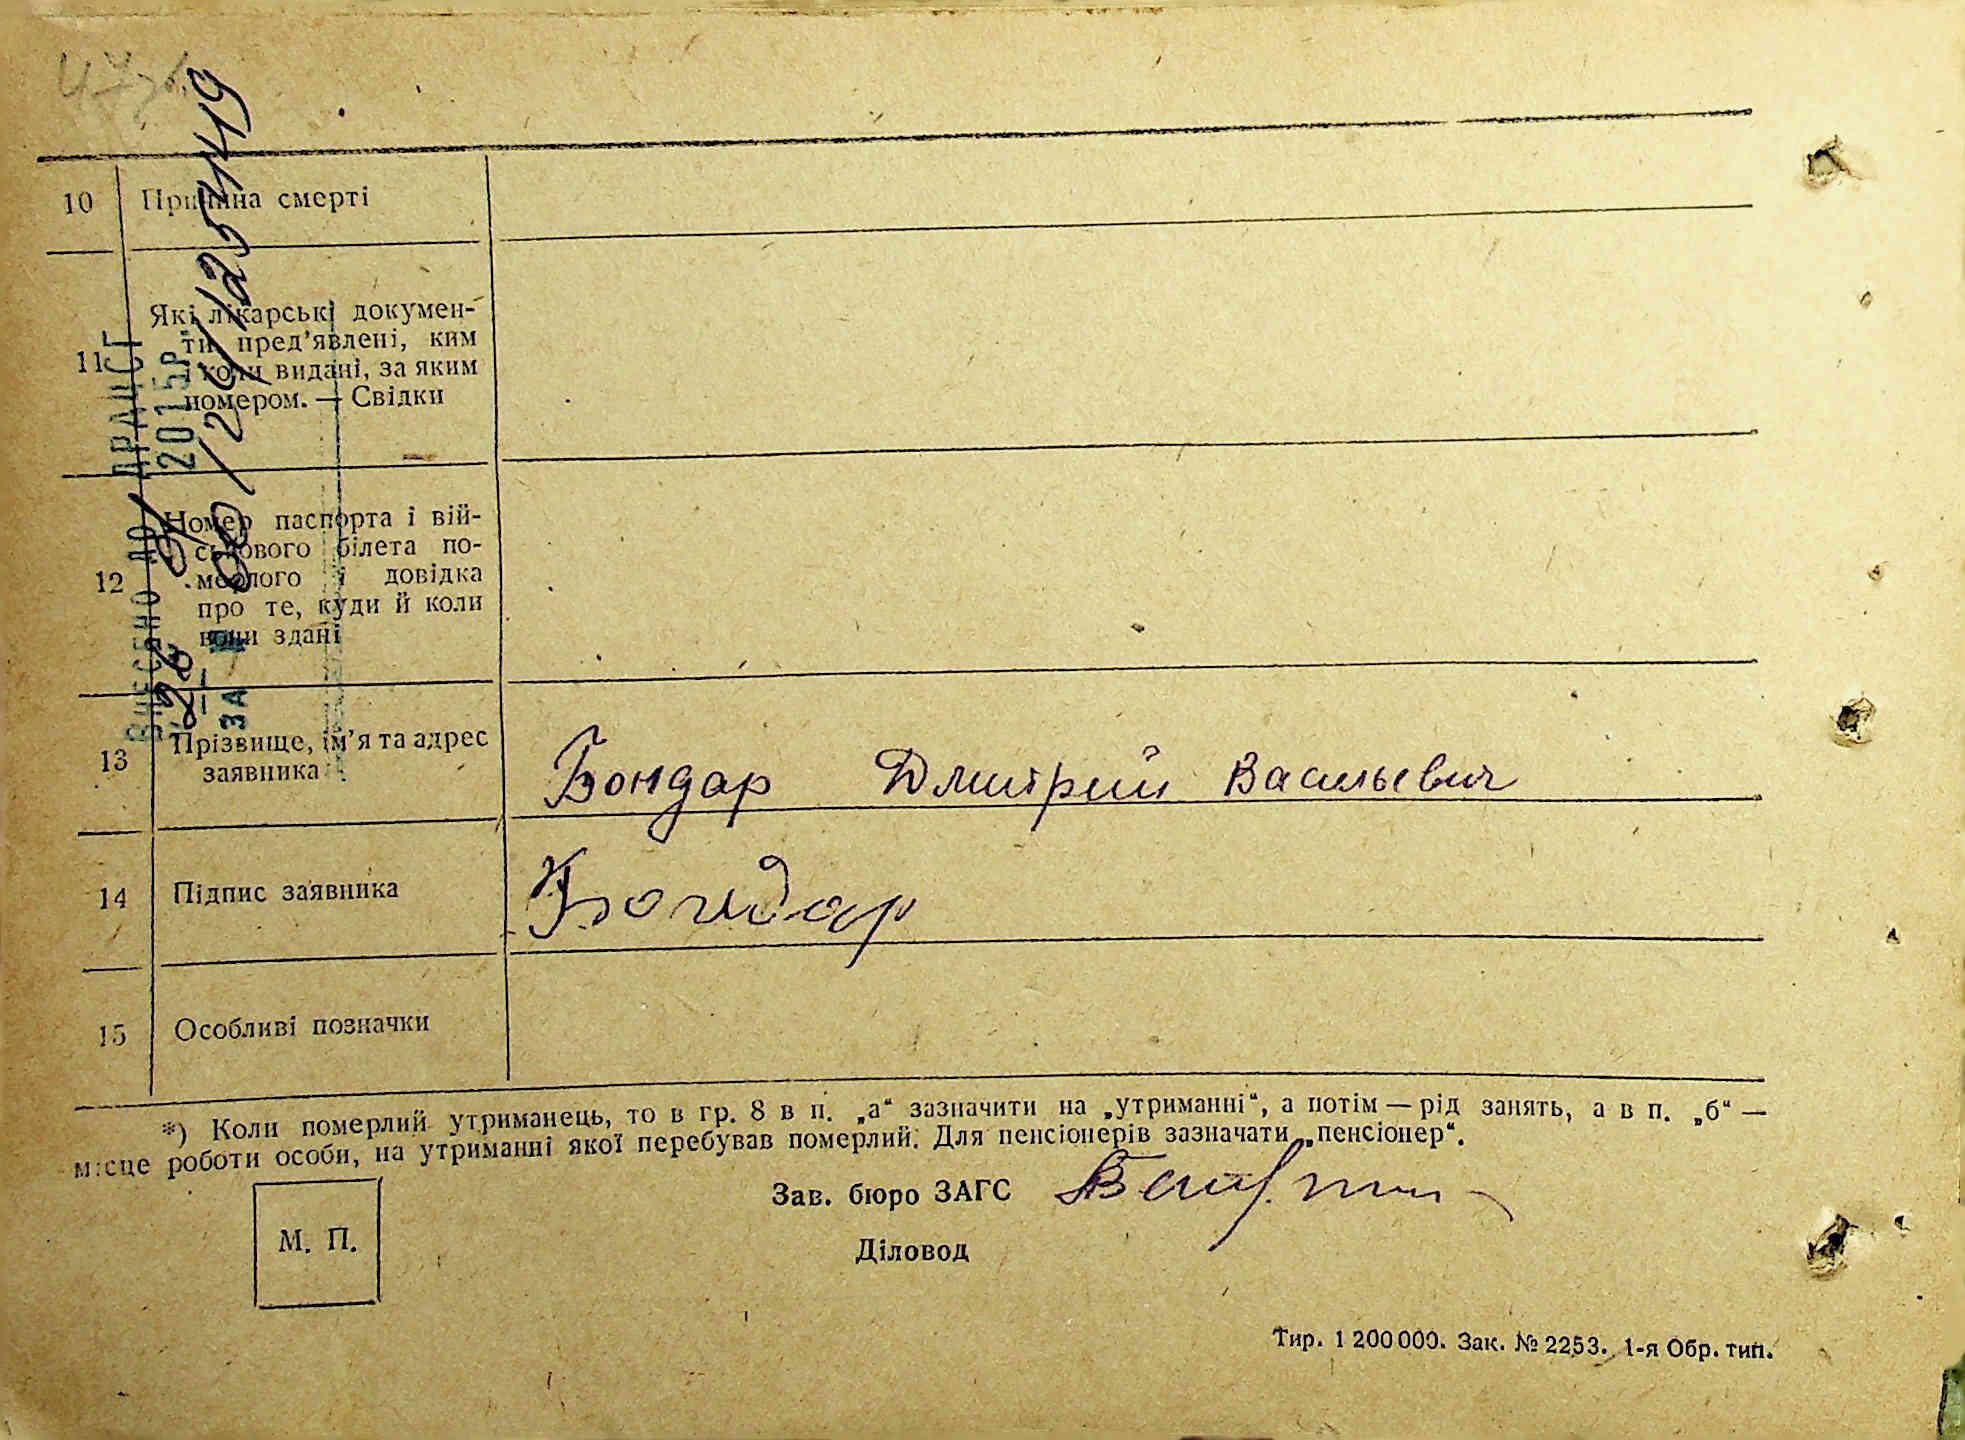 10 Причина смерті
11 Які лікарські докумен-
ти пред’явлені, ким
і коли видані, за яким
номером. — Свідки
12 Номер паспорта і вій-
ськового білета по-
мерлого і довідка
про те, куди й коли
вони здані
ВНЕСЕНО ДО ДРАЦСГ
2015р.
ЗА №
13 Прізвище, ім’я та адрес
заявника
Бондар Дмитрий Васильевич
14 Підпис заявника
Бондар
15 Особливі позначки
*) Коли померлий утриманець, то в гр. 8 в п. „а“ зазначити на „утриманні“, а потім — рід занять, а в п. „б“ —
місце роботи особи, на утриманні якої перебував померлий. Для пенсіонерів зазначати „пенсіонер“.
Зав. бюро ЗАГС
М. П.
Діловод
Тир. 1 200 000. Зак. № 2253. 1-я Обр. тип.